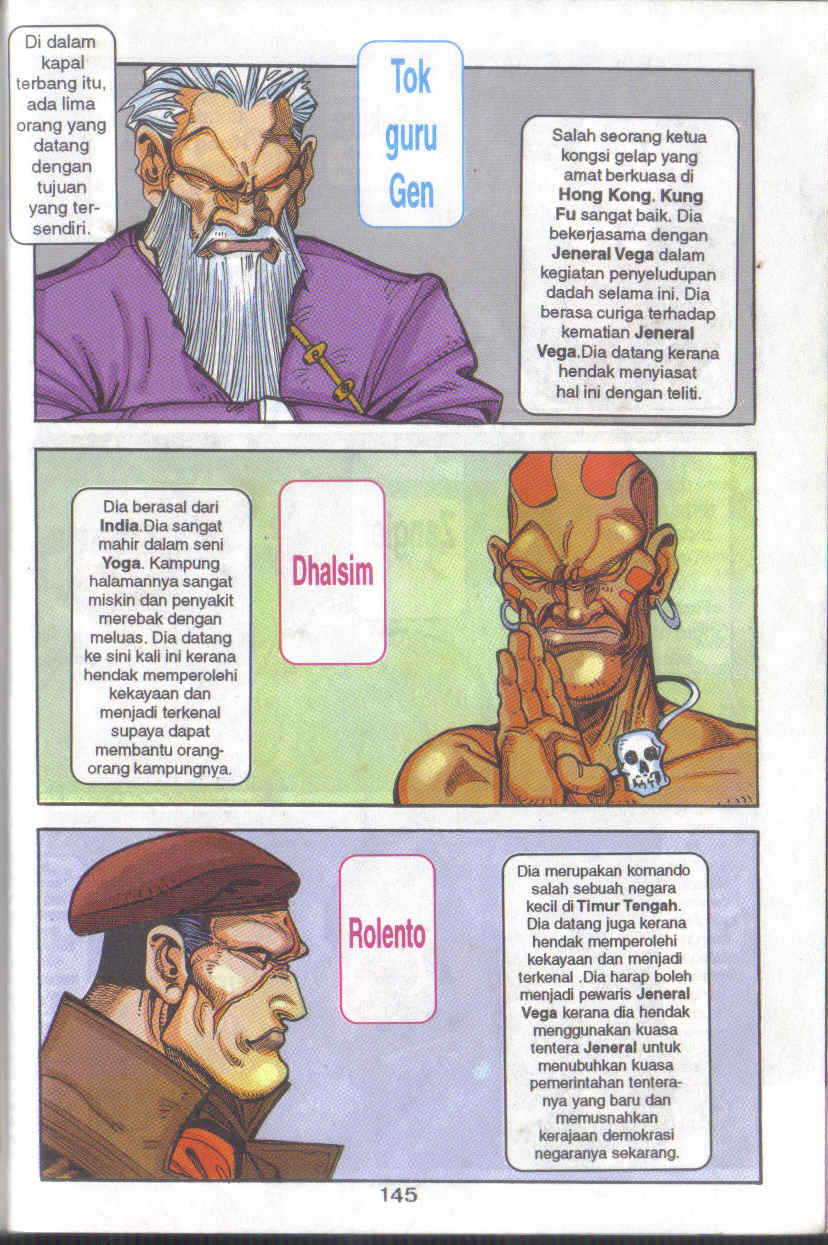 Di dalam
kapal
terbang itu,
ada lima
orang yang
datang
dengan
tujuan
yang ter-
sendiri.
Tok
guru
Gen
Salah seorang ketua
kongsi gelap yang
amat berkuasa di
Hong Kong. Kung
Fu sangat baik. Dia
bekerjasama dengan
Jeneral Vega dalam
kegiatan penyeludupan
dadah selama ini. Dia
berasa curiga terhadap
kematian Jeneral
Vega.Dia datang kerana
hendak menyiasat
hal ini dengan teliti.
Dia berasal dari
India.Dia sangat
mahir dalam seni
Yoga. Kampung
halamannya sangat
miskin dan penyakit
merebak dengan
meluas. Dia datang
ke sini kali ini kerana
hendak memperolehi
kekayaan dan
menjadi terkenal
supaya dapat
membantu orang-
orang kampungnya.
Dhalsim
Rolento
Dia merupakan komando
salah sebuah negara
kecil di Timur Tengah.
Dia datang juga kerana
hendak memperolehi
kekayaan dan menjadi
terkenal .Dia harap boleh
menjadi pewaris Jeneral
Vega kerana dia hendak
menggunakan kuasa
tentera Jeneral untuk
menubuhkan kuasa
pemerintahan tentera-
nya yang baru dan
memusnahkan
kerajaan demokrasi
negaranya sekarang.
145